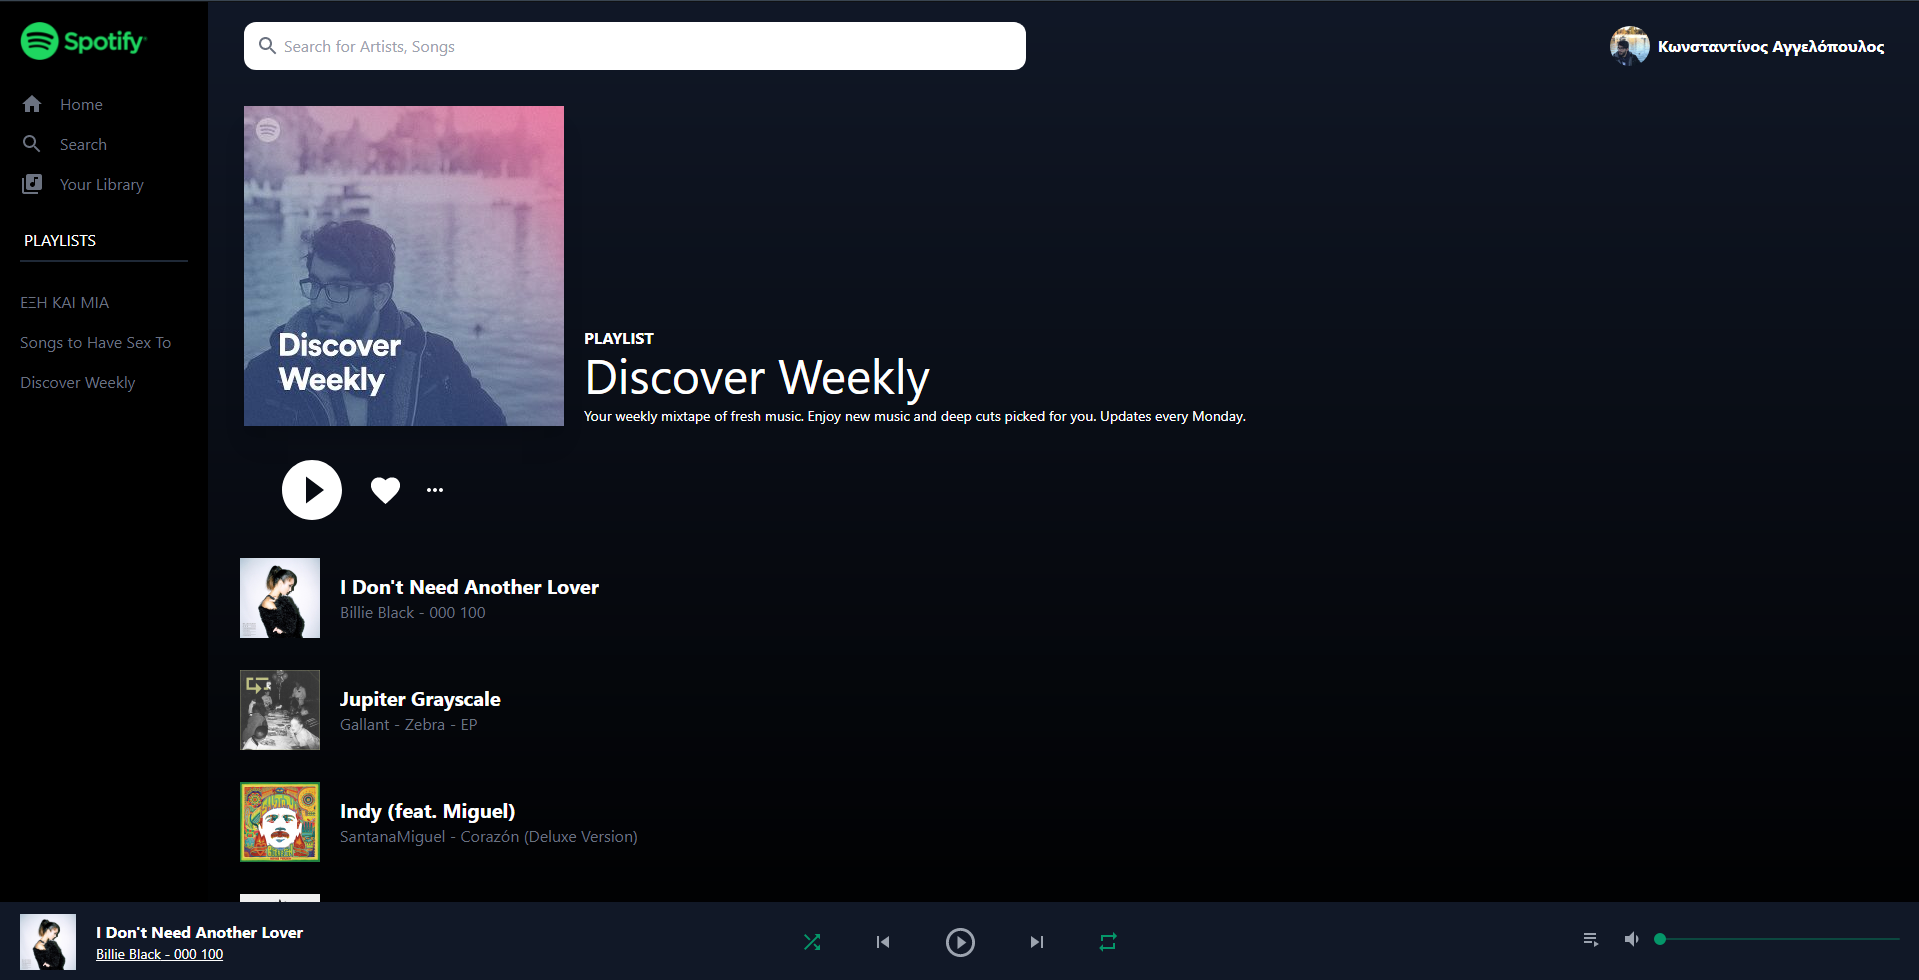 Spotify
Search for Artists, Songs
Κωνσταντίνος Αγγελόπουλος
Home
Search
Your Library
PLAYLISTS
ΕΞΗ ΚΑΙ ΜΙΑ
Songs to Have Sex To
Discover Weekly
Discover
Weekly
PLAYLIST
Discover Weekly
Your weekly mixtape of fresh music. Enjoy new music and deep cuts picked for you. Updates every Monday.
I Don't Need Another Lover
Billie Black - 000 100
Jupiter Grayscale
Gallant - Zebra - EP
Indy (feat. Miguel)
SantanaMiguel - Corazón (Deluxe Version)
I Don't Need Another Lover
Billie Black - 000 100